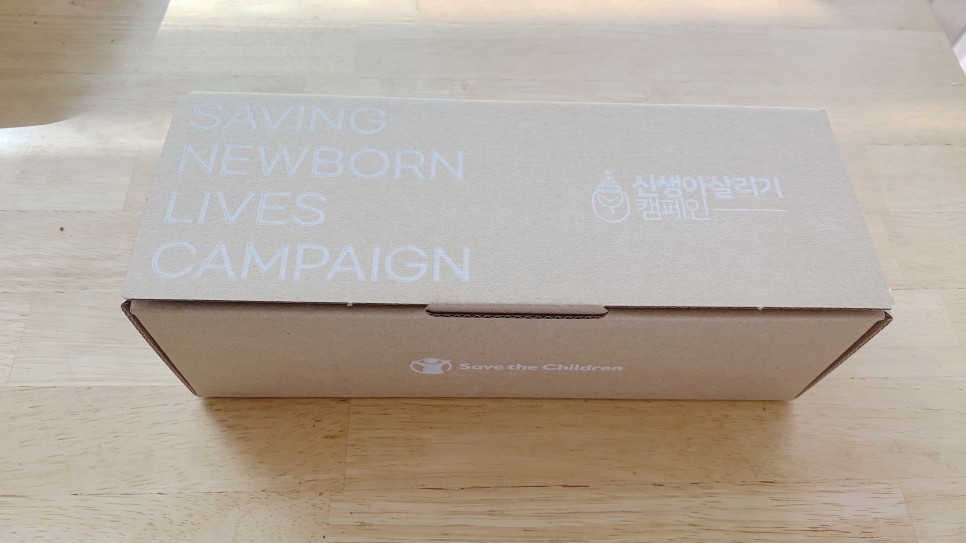 SAVING
NEWBORN
LIVES
CAMPAIGN
신생아살리기
캠페인
Save the Children